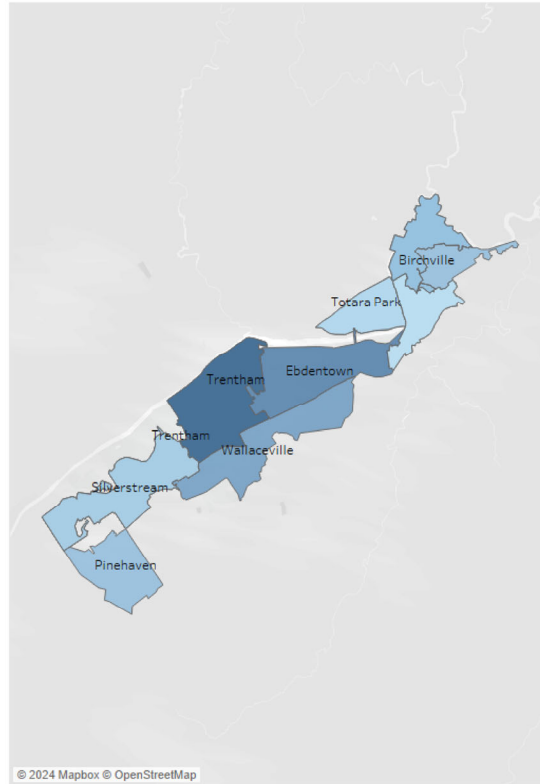 Birchville
Totara Park
Ebdentown
Trentham
Trentham
Wallaceville
Silverstream
Pinehaven
© 2024 Mapbox © OpenStreetMap